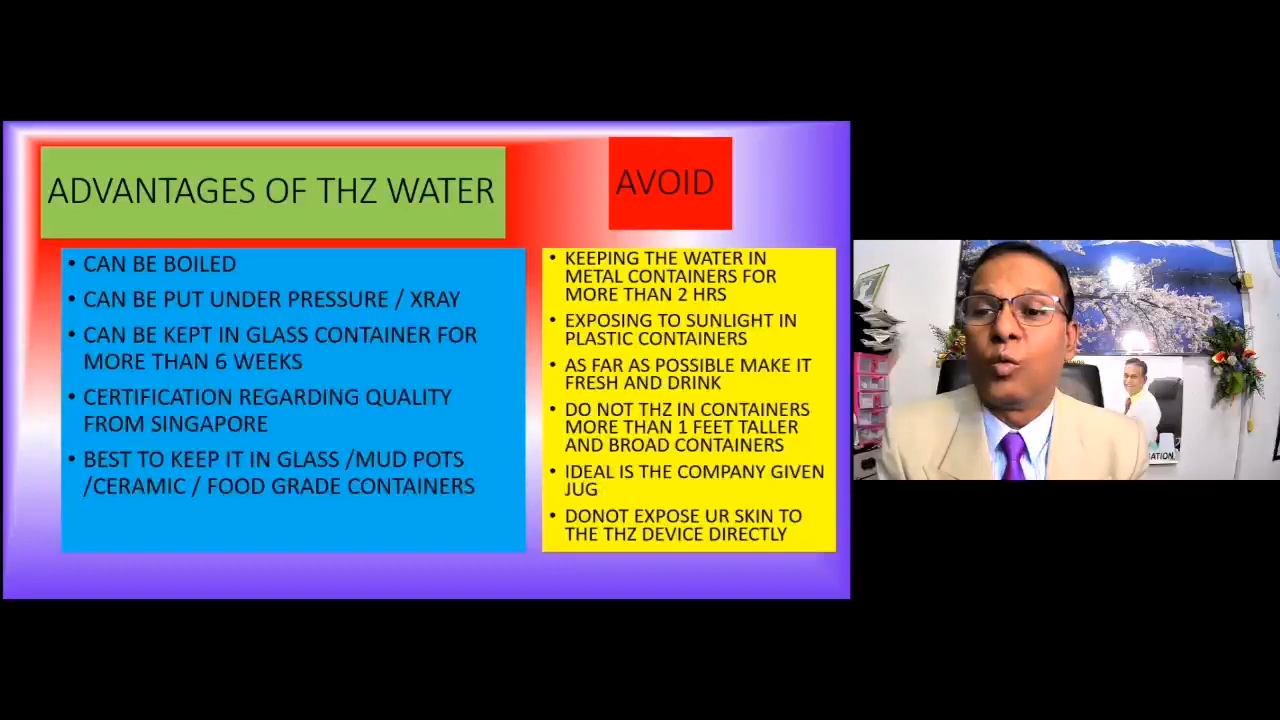 ADVANTAGES OF THZ WATER
• CAN BE BOILED
• CAN BE PUT UNDER PRESSURE / XRAY
• CAN BE KEPT IN GLASS CONTAINER FOR
MORE THAN 6 WEEKS
• CERTIFICATION REGARDING QUALITY
FROM SINGAPORE
• BEST TO KEEP IT IN GLASS /MUD POTS
/CERAMIC / FOOD GRADE CONTAINERS
AVOID
• KEEPING THE WATER IN
METAL CONTAINERS FOR
MORE THAN 2 HRS
• EXPOSING TO SUNLIGHT IN
PLASTIC CONTAINERS
• AS FAR AS POSSIBLE MAKE IT
FRESH AND DRINK
• DO NOT THZ IN CONTAINERS
MORE THAN 1 FEET TALLER
AND BROAD CONTAINERS
• IDEAL IS THE COMPANY GIVEN
JUG
• DONOT EXPOSE UR SKIN TO
THE THZ DEVICE DIRECTLY